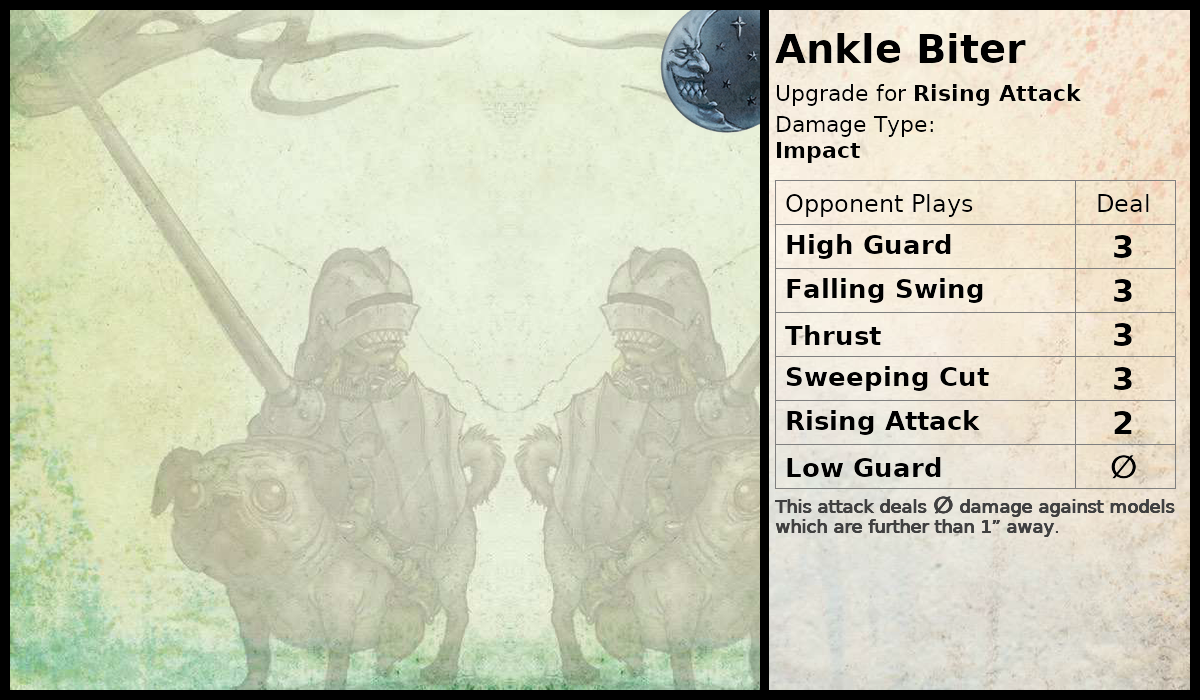 Ankle Biter
Upgrade for Rising Attack
Damage Type:
Impact
Opponent Plays Deal
High Guard 3
Falling Swing 3
Thrust 3
Sweeping Cut 3
Rising Attack 2
Low Guard ∅
This attack deals ∅ damage against models
which are further than 1” away.